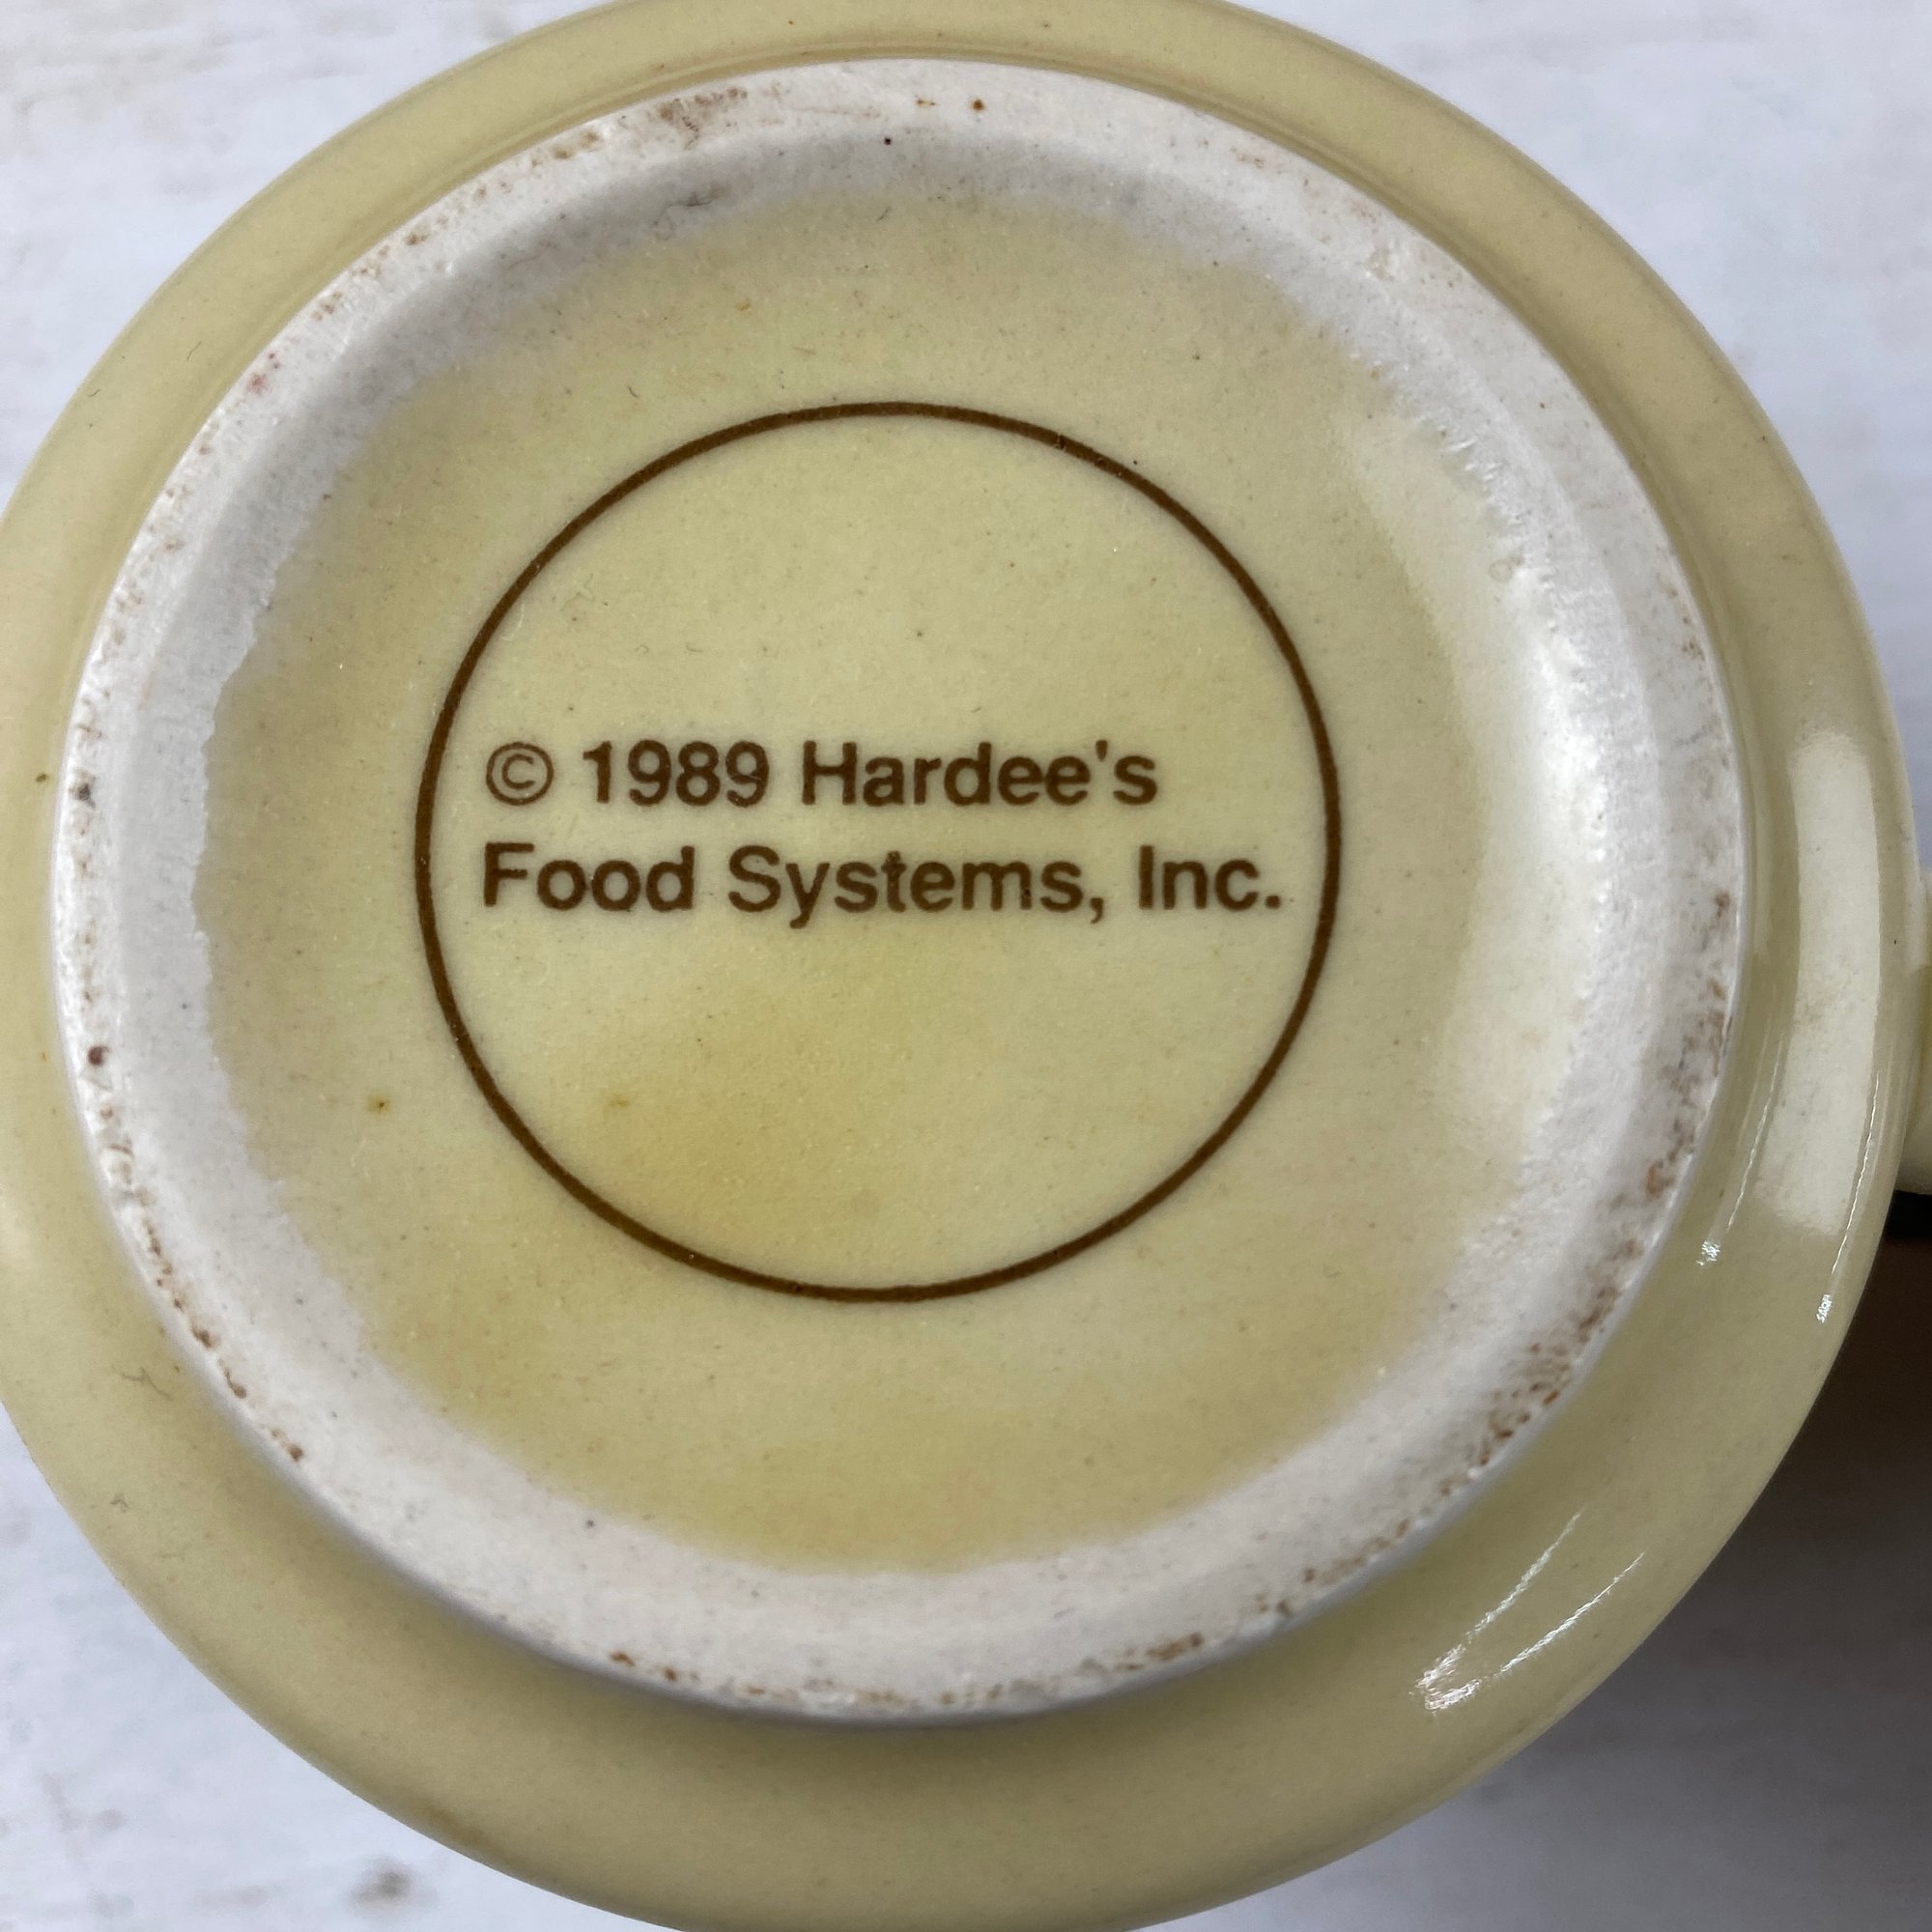 © 1989 Hardee's
Food Systems, Inc.